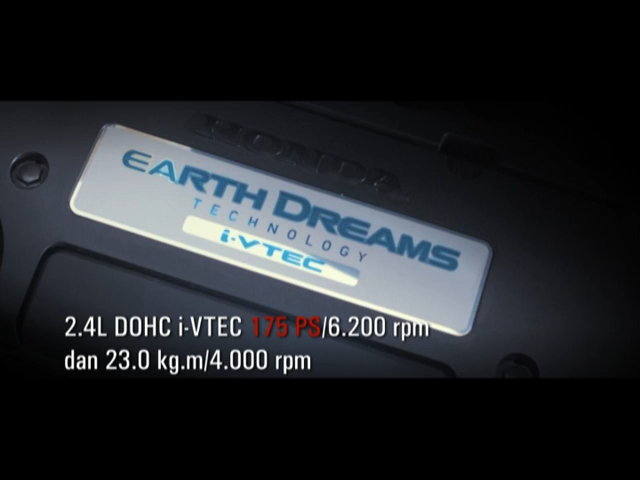 HONDA
EARTH DREAMS
TECHNOLOGY
i-VTEC
2.4L DOHC i-VTEC 175 PS/6.200 rpm
dan 23.0 kg.m/4.000 rpm